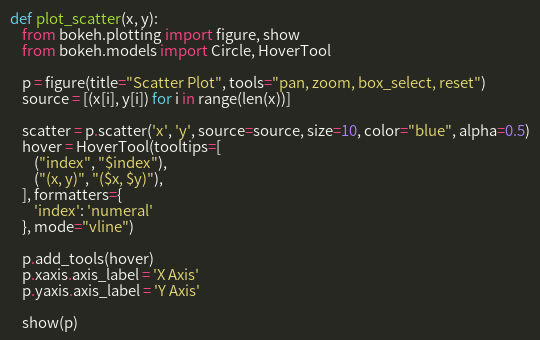 def plot_scatter(x, y):
    from bokeh.plotting import figure, show
    from bokeh.models import Circle, HoverTool

    p = figure(title="Scatter Plot", tools="pan, zoom, box_select, reset")
    source = [(x[i], y[i]) for i in range(len(x))]

    scatter = p.scatter('x', 'y', source=source, size=10, color="blue", alpha=0.5)
    hover = HoverTool(tooltips=[
        ("index", "$index"),
        ("(x, y)", "($x, $y)"),
    ], formatters={
        'index': 'numeral'
    }, mode="vline")

    p.add_tools(hover)
    p.xaxis.axis_label = 'X Axis'
    p.yaxis.axis_label = 'Y Axis'

    show(p)